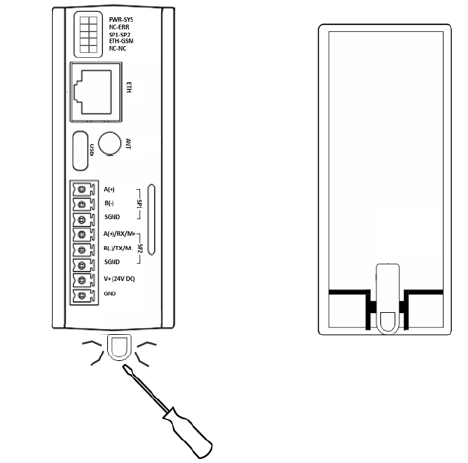 PWR-SYS
NC-ERR
SP1-SP2
ETH-GSM
NC-NC
ETH
ANT
USD
A(+)
B(-)
SGND
SP1
A(+)/RX/M+
B(-)/TX/M-
SGND
SP2
V+ (24V DC)
GND